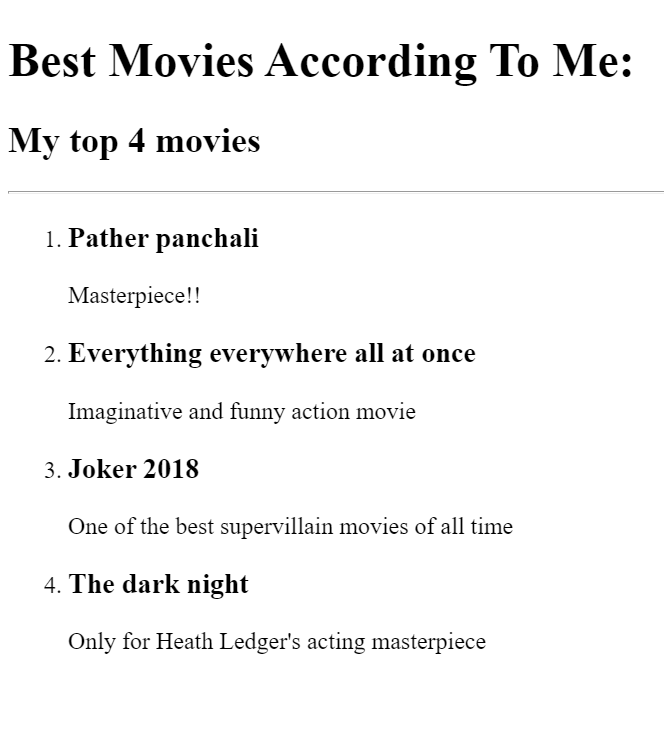 Best Movies According To Me:
My top 4 movies
1. Pather panchali
Masterpiece!!
2. Everything everywhere all at once
Imaginative and funny action movie
3. Joker 2018
One of the best supervillain movies of all time
4. The dark night
Only for Heath Ledger's acting masterpiece